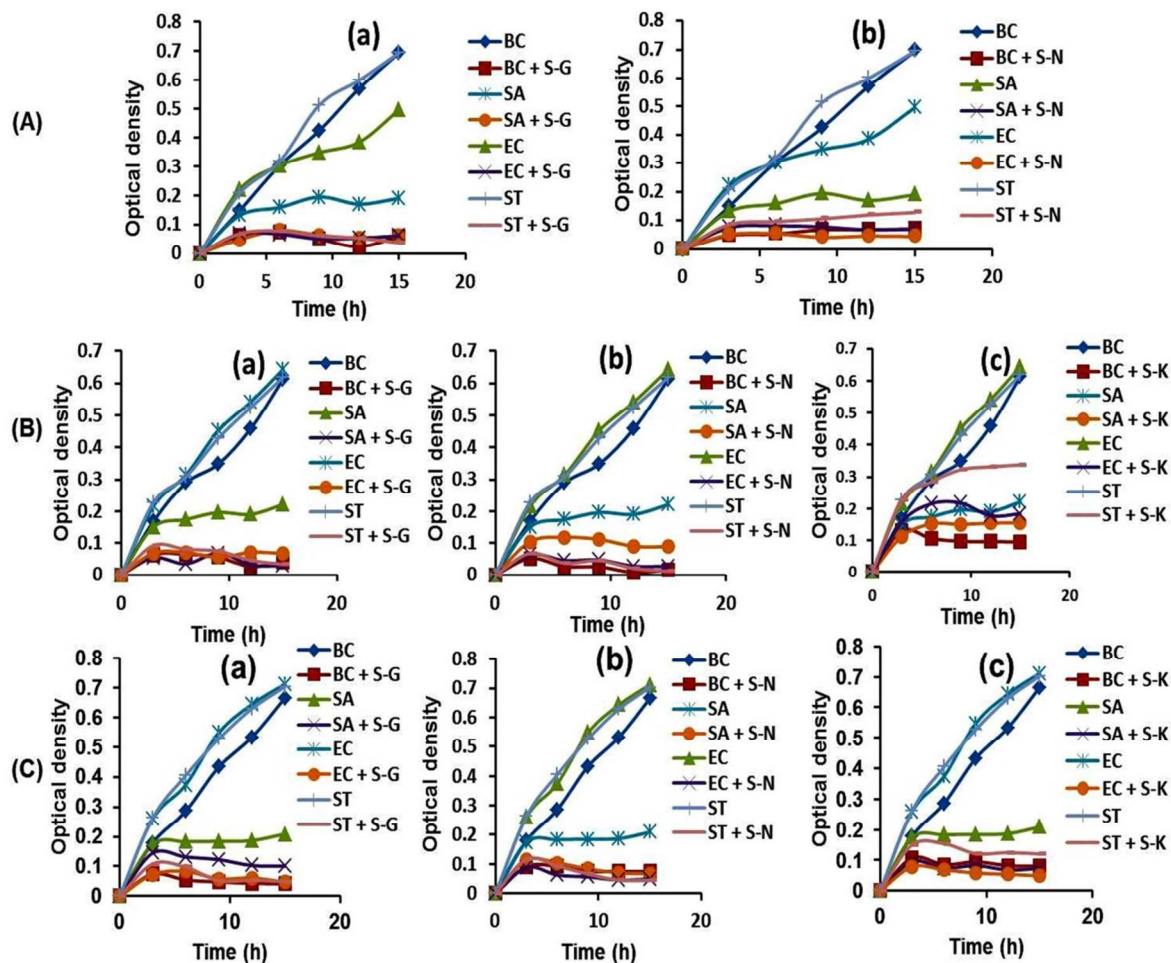 (A)
(a)
Optical density
0.8
0.7
0.6
0.5
0.4
0.3
0.2
0.1
0
0 5 10 15 20
Time (h)
BC
BC + S-G
SA
SA + S-G
EC
EC + S-G
ST
ST + S-G
(b)
Optical density
0.8
0.7
0.6
0.5
0.4
0.3
0.2
0.1
0
0 5 10 15 20
Time (h)
BC
BC + S-N
SA
SA + S-N
EC
EC + S-N
ST
ST + S-N
(B)
(a)
Optical density
0.7
0.6
0.5
0.4
0.3
0.2
0.1
0
0 10 20
Time (h)
BC
BC + S-G
SA
SA + S-G
EC
EC + S-G
ST
ST + S-G
(b)
Optical density
0.7
0.6
0.5
0.4
0.3
0.2
0.1
0
0 10 20
Time (h)
BC
BC + S-N
SA
SA + S-N
EC
EC + S-N
ST
ST + S-N
(c)
Optical density
0.7
0.6
0.5
0.4
0.3
0.2
0.1
0
0 10 20
Time (h)
BC
BC + S-K
SA
SA + S-K
EC
EC + S-K
ST
ST + S-K
(C)
(a)
Optical density
0.8
0.7
0.6
0.5
0.4
0.3
0.2
0.1
0
0 10 20
Time (h)
BC
BC + S-G
SA
SA + S-G
EC
EC + S-G
ST
ST + S-G
(b)
Optical density
0.8
0.7
0.6
0.5
0.4
0.3
0.2
0.1
0
0 10 20
Time (h)
BC
BC + S-N
SA
SA + S-N
EC
EC + S-N
ST
ST + S-N
(c)
Optical density
0.8
0.7
0.6
0.5
0.4
0.3
0.2
0.1
0
0 10 20
Time (h)
BC
BC + S-K
SA
SA + S-K
EC
EC + S-K
ST
ST + S-K